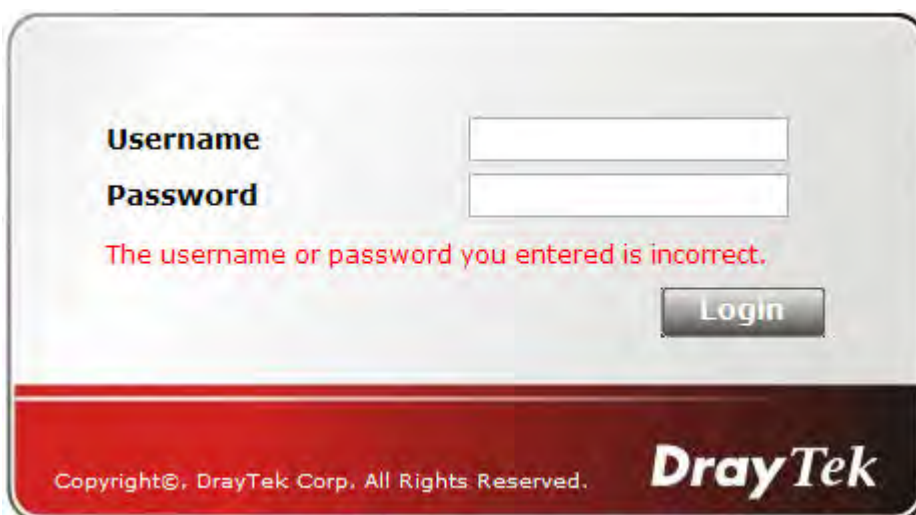 Username
Password
The username or password you entered is incorrect.
Login
Copyright©, DrayTek Corp. All Rights Reserved.
DrayTek